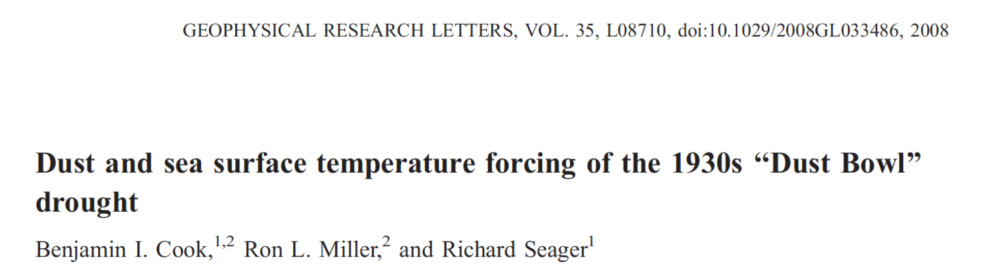 GEOPHYSICAL RESEARCH LETTERS, VOL. 35, L08710, doi:10.1029/2008GL033486, 2008
Dust and sea surface temperature forcing of the 1930s “Dust Bowl”
drought
Benjamin I. Cook,1,2 Ron L. Miller,2 and Richard Seager1